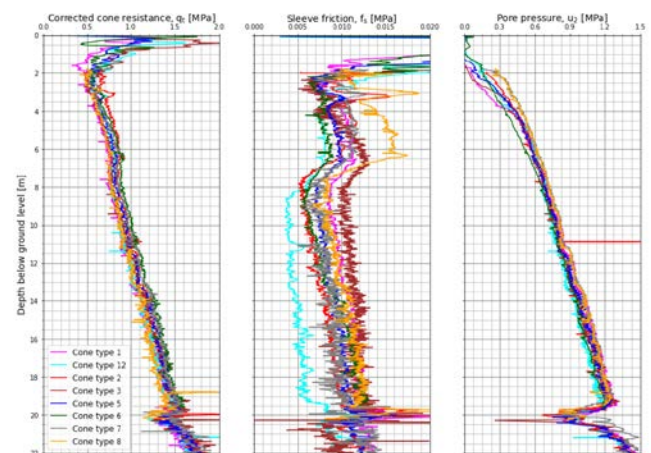 Corrected cone resistance, qt [MPa]
0.0 0.5 1.0 1.5 2.0
Sleeve friction, fs [MPa]
0.000 0.005 0.010 0.015 0.020
Pore pressure, u2 [MPa]
0.0 0.3 0.6 0.9 1.2 1.5
Depth below ground level [m]
0
2
4
6
8
10
12
14
16
18
20
22
Cone type 1
Cone type 12
Cone type 2
Cone type 3
Cone type 5
Cone type 6
Cone type 7
Cone type 8